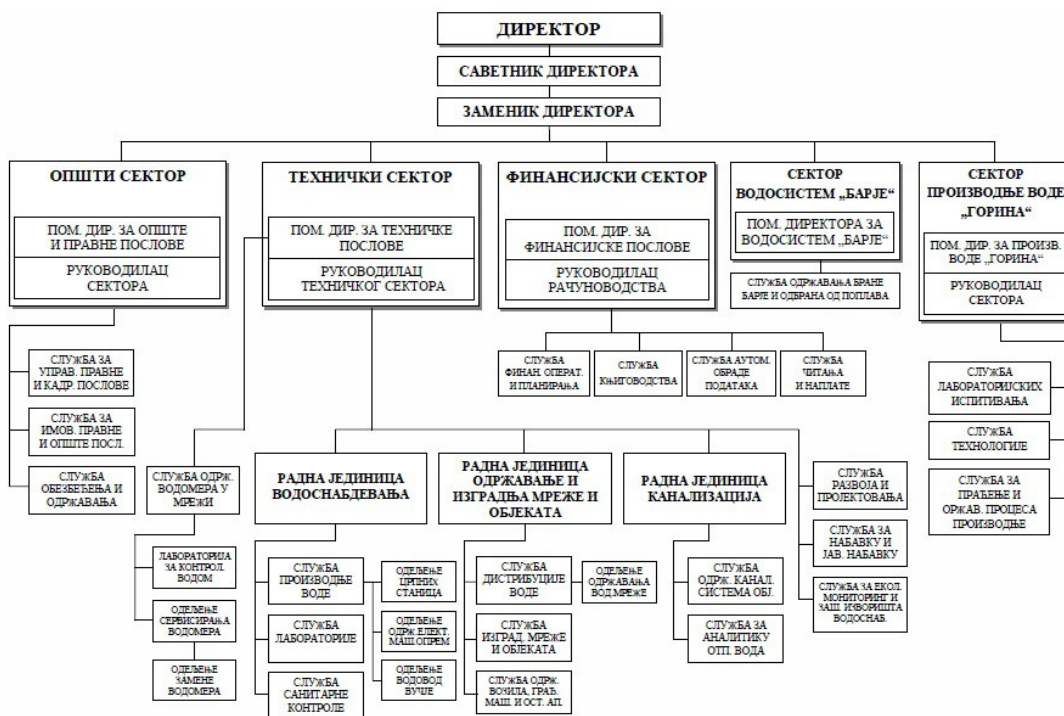 ДИРЕКТОР
САВЕТНИК ДИРЕКТОРА
ЗАМЕНИК ДИРЕКТОРА
ОПШТИ СЕКТОР
ПОМ. ДИР. ЗА ОПШТЕ
И ПРАВНЕ ПОСЛОВЕ
РУКОВОДИЛАЦ
СЕКТОРА
ТЕХНИЧКИ СЕКТОР
ПОМ. ДИР. ЗА ТЕХНИЧКЕ
ПОСЛОВЕ
РУКОВОДИЛАЦ
ТЕХНИЧКОГ СЕКТОРА
ФИНАНСИЈСКИ СЕКТОР
ПОМ. ДИР. ЗА
ФИНАНСИЈСКЕ ПОСЛОВЕ
РУКОВОДИЛАЦ
РАЧУНОВОДСТВА
СЕКТОР
ВОДОСИСТЕМ „БАРЈЕ“
ПОМ. ДИРЕКТОРА ЗА
ВОДОСИСТЕМ „БАРЈЕ“
СЛУЖБА ОДРЖАВАЊА БРАНЕ
БАРЈЕ И ОДБРАНА ОД ПОПЛАВА
СЕКТОР
ПРОИЗВОДЊЕ ВОДЕ
„ГОРИНА“
ПОМ. ДИР. ЗА ПРОИЗВ.
ВОДЕ „ГОРИНА“
РУКОВОДИЛАЦ
СЕКТОРА
СЛУЖБА ЗА
УПРАВ. ПРАВНЕ
И КАДР. ПОСЛОВЕ
СЛУЖБА ЗА
ИМОВ. ПРАВНЕ
И ОПШТЕ ПОСЛ.
СЛУЖБА
ОБЕЗБЕЂЕЊА И
ОДРЖАВАЊА
СЛУЖБА
ФИНАН. ОПЕРАТ.
И ПЛАНИРАЊА
СЛУЖБА
КЊИГОВОДСТВА
СЛУЖБА АУТОМ.
ОБРАДЕ
ПОДАТАКА
СЛУЖБА
ЧИТАЊА
И НАПЛАТЕ
СЛУЖБА
ЛАБОРАТОРИЈСКИХ
ИСПИТИВАЊА
СЛУЖБА
ТЕХНОЛОГИЈЕ
СЛУЖБА ЗА
ПРАЋЕЊЕ И
ОРЖАВ. ПРОЦЕСА
ПРОИЗВОДЊЕ
СЛУЖБА ОДРЖ.
ВОДОМЕРА У
МРЕЖИ
ЛАБОРАТОРИЈА
ЗА КОНТРОЛ.
ВОДОМ
ОДЕЉЕЊЕ
СЕРВИСИРАЊА
ВОДОМЕРА
ОДЕЉЕЊЕ
ЗАМЕНЕ
ВОДОМЕРА
РАДНА ЈЕДИНИЦА
ВОДОСНАБДЕВАЊА
СЛУЖБА
ПРОИЗВОДЊЕ
ВОДЕ
СЛУЖБА
ЛАБОРАТОРИЈЕ
СЛУЖБА
САНИТАРНЕ
КОНТРОЛЕ
ОДЕЉЕЊЕ
ЦРПНИХ
СТАНИЦА
ОДЕЉЕЊЕ
ОДРЖ.ЕЛЕКТ.
МАШ.ОПРЕМ.
ОДЕЉЕЊЕ
ВОДОВОД
ВУЧЈЕ
РАДНА ЈЕДИНИЦА
ОДРЖАВАЊЕ И
ИЗГРАДЊА МРЕЖЕ И
ОБЈЕКАТА
СЛУЖБА
ДИСТРИБУЦИЈЕ
ВОДЕ
СЛУЖБА
ИЗГРАД. МРЕЖЕ
И ОБЈЕКАТА
СЛУЖБА ОДРЖ.
ВОЗИЛА, ГРАЂ.
МАШ. И ОСТ. АП.
ОДЕЉЕЊЕ
ОДРЖАВАЊА
ВОД.МРЕЖЕ
РАДНА ЈЕДИНИЦА
КАНАЛИЗАЦИЈА
СЛУЖБА
ОДРЖ. КАНАЛ.
СИСТЕМА ОБЈ.
СЛУЖБА ЗА
АНАЛИТИКУ
ОТП. ВОДА
СЛУЖБА
РАЗВОЈА И
ПРОЈЕКТОВАЊА
СЛУЖБА ЗА
НАБАВКУ И
ЈАВ. НАБАВКУ
СЛУЖБА ЗА ЕКОЛ.
МОНИТОРИНГ И
ЗАШ. ИЗВОРИШТА
ВОДОСНАБ.